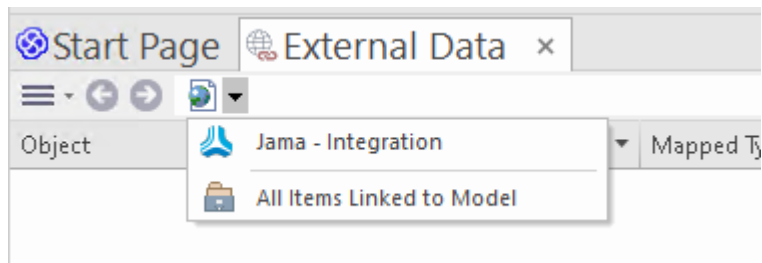 Start Page External Data ×
Object Mapped Ty
Jama - Integration
All Items Linked to Model